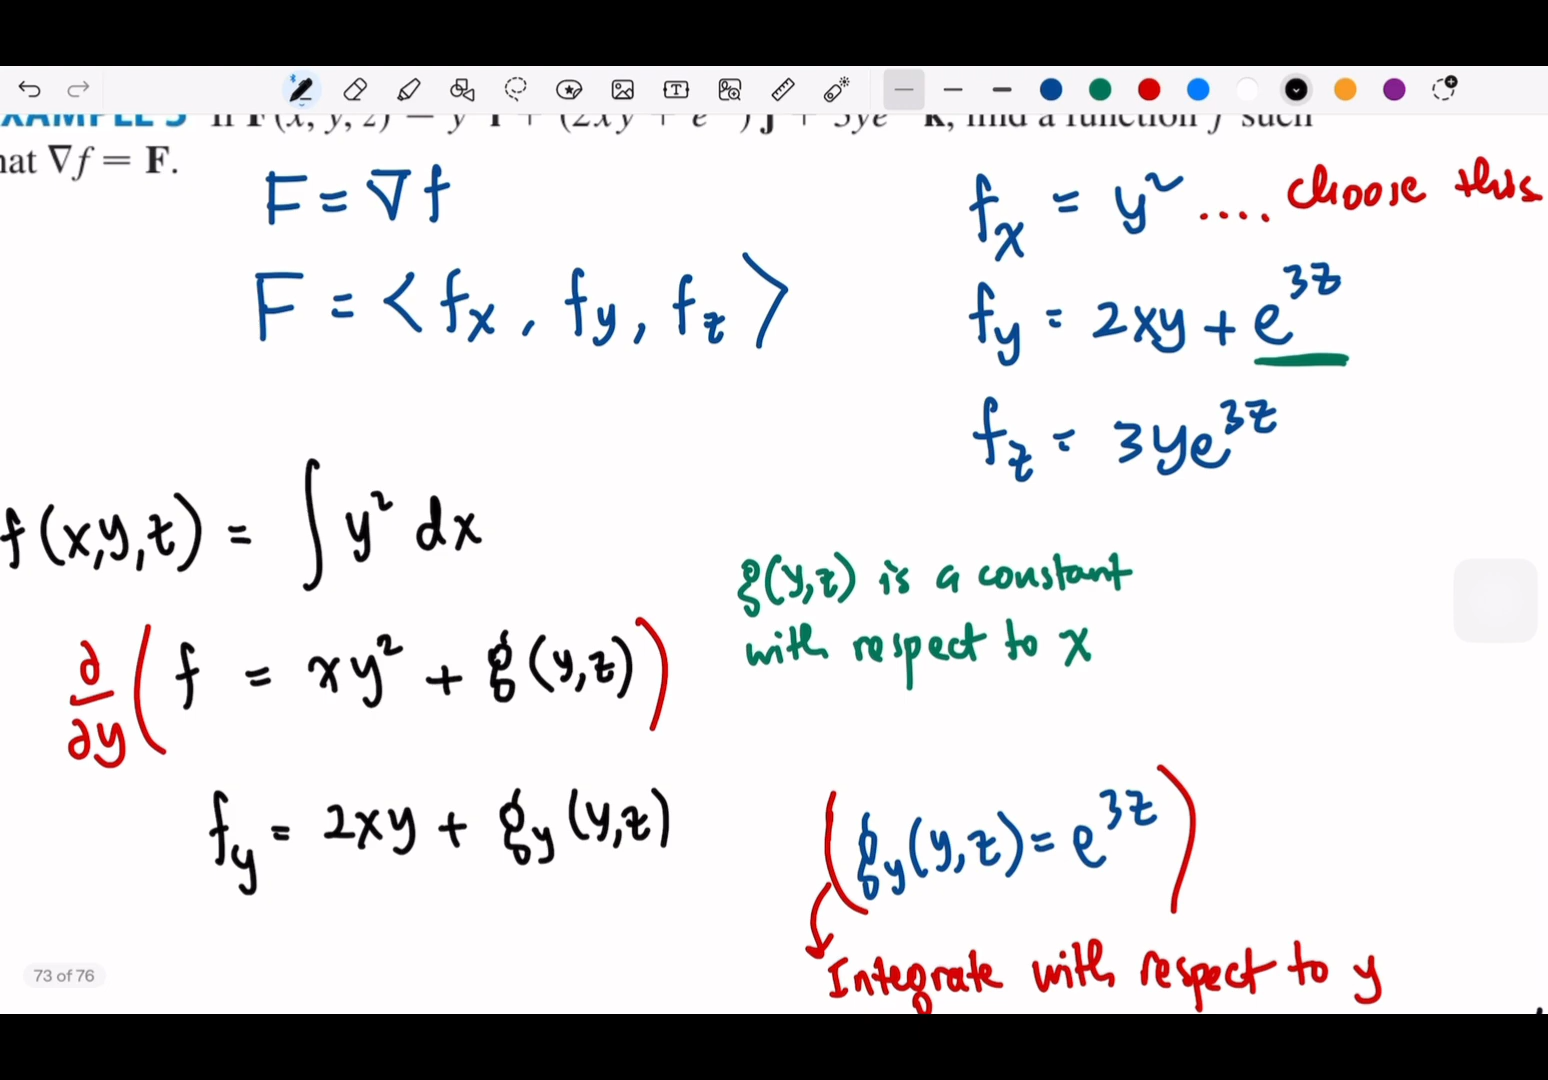 hat ∇f = F.
F = ∇f
F = ⟨ fx , fy , fz ⟩
fx = y² .... choose this
fy = 2xy + e^3z
fz = 3ye^3z
f(x,y,z) = ∫ y² dx
g(y,z) is a constant
with respect to x
∂/∂y ( f = xy² + g(y,z) )
fy = 2xy + gy (y,z)
( gy(y,z) = e^3z )
Integrate with respect to y
73 of 76